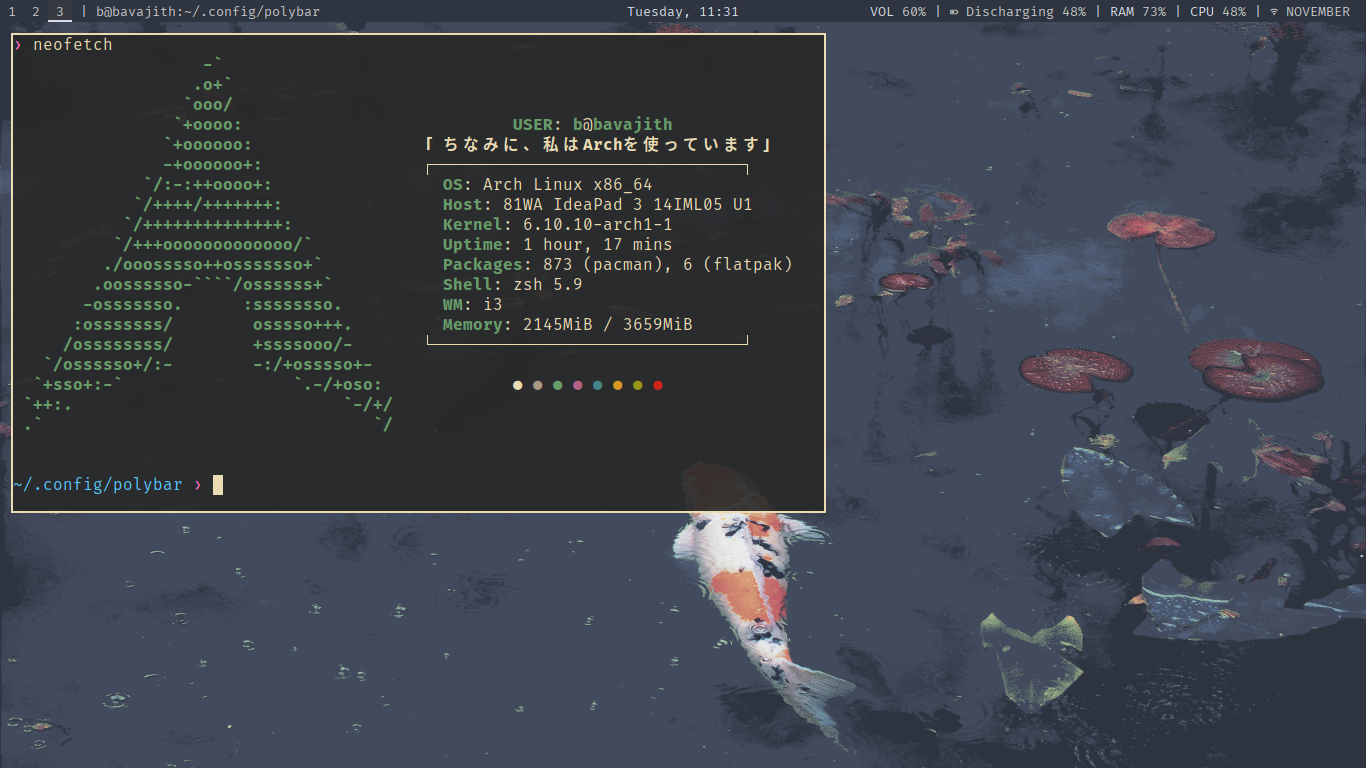 1 2 3 | b@bavajith:~/.config/polybar Tuesday, 11:31 VOL 60% | Discharging 48% | RAM 73% | CPU 48% | NOVEMBER
❯ neofetch
-`
.o+`
`ooo/
`+oooo:
`+oooooo:
-+oooooo+:
`/:-:++oooo+:
`/++++/+++++++:
`/++++++++++++++:
`/+++ooooooooooooo/`
./ooosssso++osssssso+`
.oossssso-````/ossssss+`
-osssssso. :ssssssso.
:osssssss/ osssso+++.
/ossssssss/ +ssssooo/-
`/ossssso+/:- -:/+osssso+-
`+sso+:-` `.-/+oso:
`++:. `-/+/
.` `/
USER: b@bavajith
「ちなみに、私はArchを使っています」
OS: Arch Linux x86_64
Host: 81WA IdeaPad 3 14IML05 U1
Kernel: 6.10.10-arch1-1
Uptime: 1 hour, 17 mins
Packages: 873 (pacman), 6 (flatpak)
Shell: zsh 5.9
WM: i3
Memory: 2145MiB / 3659MiB
~/.config/polybar ❯